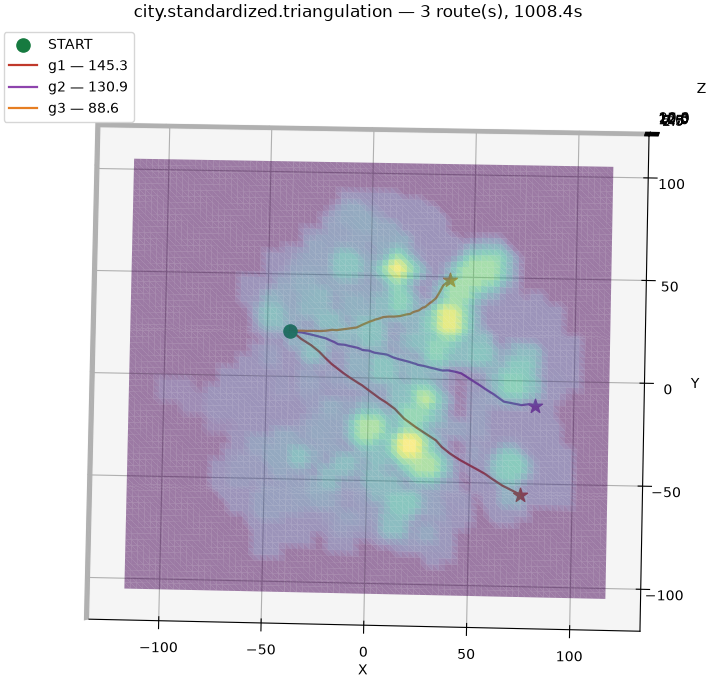 city.standardized.triangulation — 3 route(s), 1008.4s
START
g1 — 145.3
g2 — 130.9
g3 — 88.6
Z
100
50
0
Y
−50
−100
−100
−50
0
50
100
X